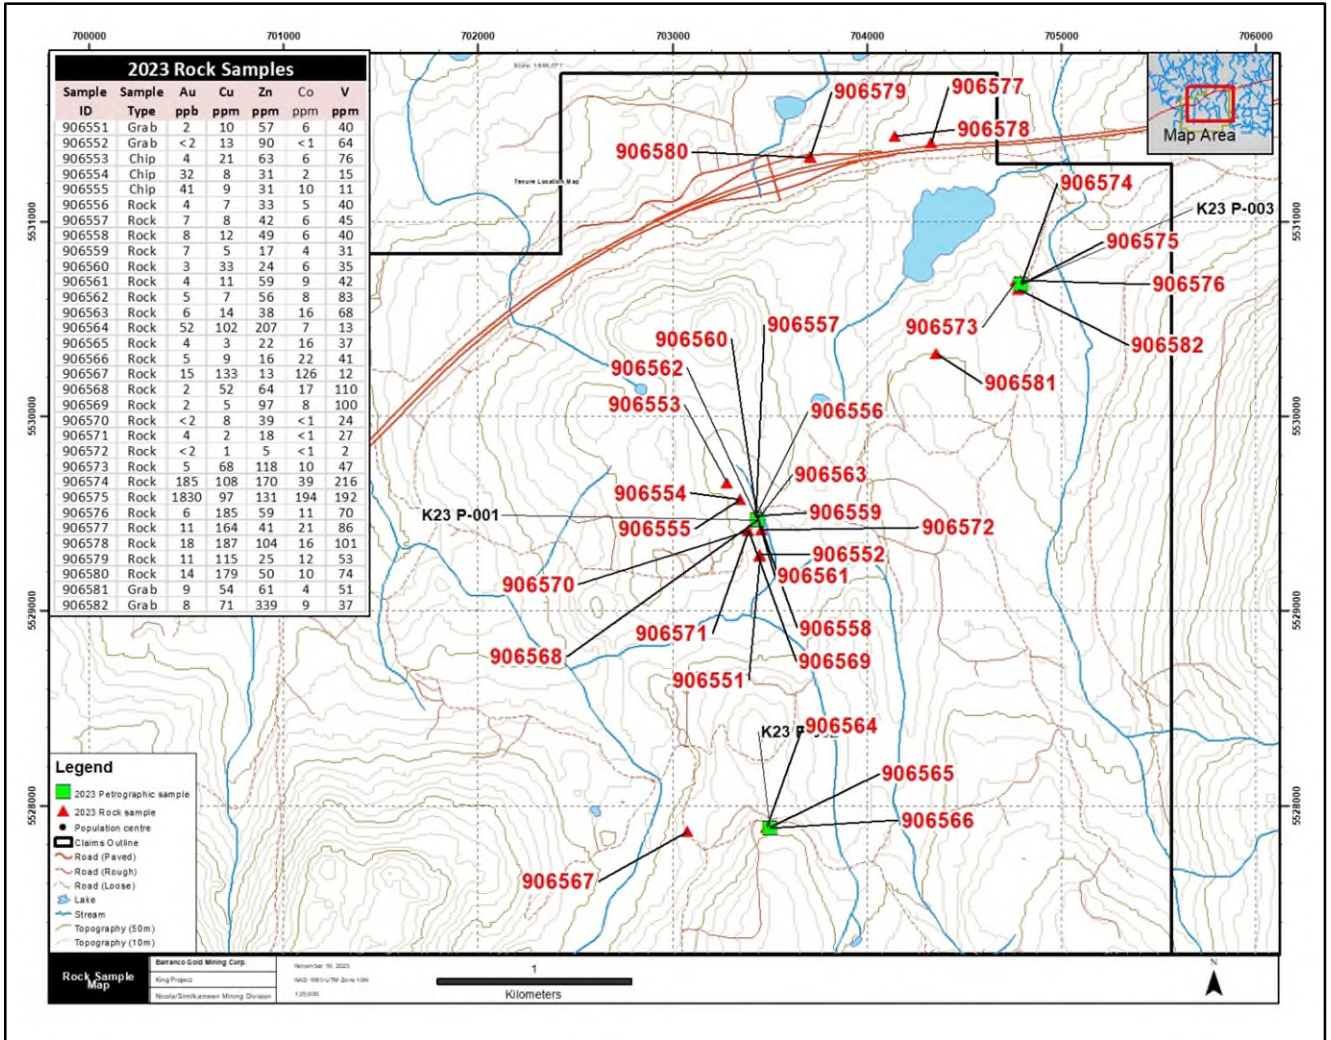 700000 701000 702000 703000 704000 705000 706000
2023 Rock Samples
Sample Sample Au Cu Zn Co V
ID Type ppb ppm ppm ppm ppm
906551 Grab 2 10 57 6 40
906552 Grab <2 13 90 <1 64
906553 Chip 4 21 63 6 76
906554 Chip 32 8 31 2 15
906555 Chip 41 9 31 10 11
906556 Rock 4 7 33 5 40
906557 Rock 7 8 42 6 45
906558 Rock 8 12 49 6 40
906559 Rock 7 5 17 4 31
906560 Rock 3 33 24 6 35
906561 Rock 4 11 59 9 42
906562 Rock 5 7 56 8 83
906563 Rock 6 14 38 16 68
906564 Rock 52 102 207 7 13
906565 Rock 4 3 22 16 37
906566 Rock 5 9 16 22 41
906567 Rock 15 133 13 126 12
906568 Rock 2 52 64 17 110
906569 Rock 2 5 97 8 100
906570 Rock <2 8 39 <1 24
906571 Rock 4 2 18 <1 27
906572 Rock <2 1 5 <1 2
906573 Rock 5 68 118 10 47
906574 Rock 185 108 170 39 216
906575 Rock 1830 97 131 194 192
906576 Rock 6 185 59 11 70
906577 Rock 11 164 41 21 86
906578 Rock 18 187 104 16 101
906579 Rock 11 115 25 12 53
906580 Rock 14 179 50 10 74
906581 Grab 9 54 61 4 51
906582 Grab 8 71 339 9 37
906579
906577
906578
906580
Map Area
Tenure Location Map
906574
K23 P-003
906575
906576
906573
906582
906581
906557
906560
906562
906553
906556
906563
906554
906559
K23 P-001
906555
906572
906552
906561
906570
906558
906571
906568
906569
906551
K23 P
906564
906565
906566
906567
5531000
5530000
5529000
5528000
5531000
5530000
5529000
5528000
Legend
2023 Petrographic sample
2023 Rock sample
Population centre
Claims Outline
Road (Paved)
Road (Rough)
Road (Loose)
Lake
Stream
Topography (50m)
Topography (10m)
Rock Sample
Map
Barranco Gold Mining Corp.
King Project
Nicola/Similkameen Mining Division
November 16, 2023
NAD 1983 UTM Zone 10N
1:25,000
1
Kilometers
N